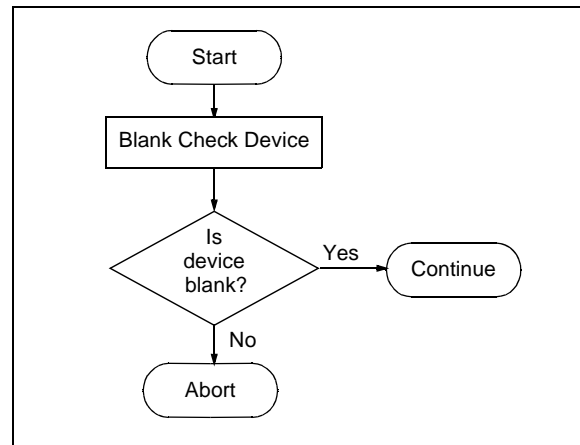 Start
Blank Check Device
Is
device
blank?
Yes
Continue
No
Abort